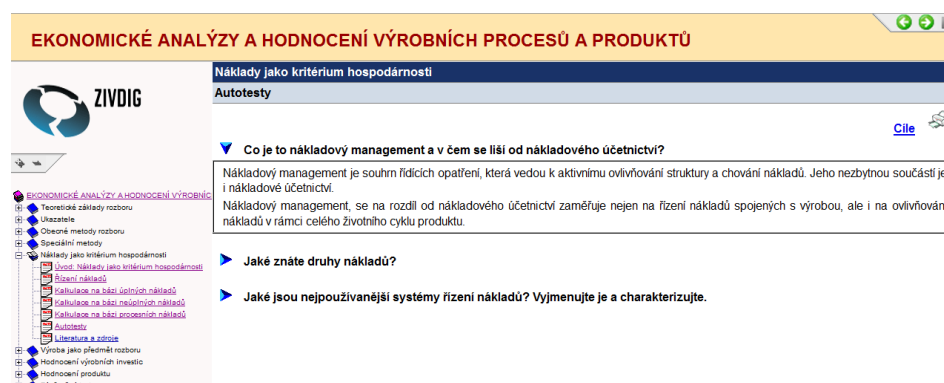 EKONOMICKÉ ANALÝZY A HODNOCENÍ VÝROBNÍCH PROCESŮ A PRODUKTŮ
ZIVDIG
EKONOMICKÉ ANALÝZY A HODNOCENÍ VÝROBNÍC
Teoretické základy rozboru
Ukazatele
Obecné metody rozboru
Speciální metody
Náklady jako kritérium hospodárnosti
Úvod: Náklady jako kritérium hospodárnosti
Řízení nákladů
Kalkulace na bázi úplných nákladů
Kalkulace na bázi neúplných nákladů
Kalkulace na bázi procesních nákladů
Autotesty
Literatura a zdroje
Výroba jako předmět rozboru
Hodnocení výrobních investic
Hodnocení produktu
Náklady jako kritérium hospodárnosti
Autotesty
Cíle
Co je to nákladový management a v čem se liší od nákladového účetnictví?
Nákladový management je souhrn řídících opatření, která vedou k aktivnímu ovlivňování struktury a chování nákladů. Jeho nezbytnou součástí je
i nákladové účetnictví.
Nákladový management, se na rozdíl od nákladového účetnictví zaměřuje nejen na řízení nákladů spojených s výrobou, ale i na ovlivňován
nákladů v rámci celého životního cyklu produktu.
Jaké znáte druhy nákladů?
Jaké jsou nejpoužívanější systémy řízení nákladů? Vyjmenujte je a charakterizujte.